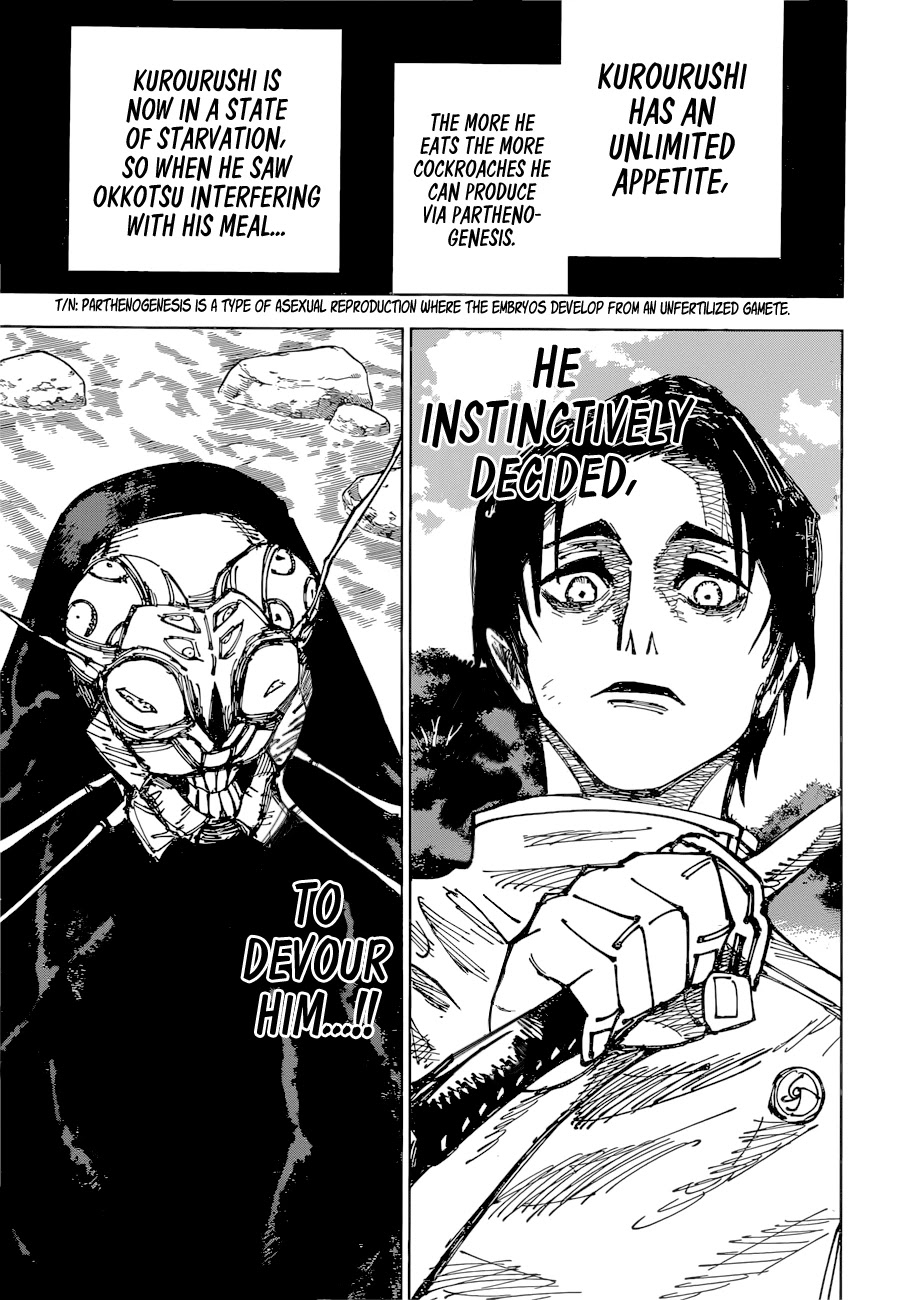 KUROURUSHI
HAS AN
UNLIMITED
APPETITE,
THE MORE HE
EATS THE MORE
COCKROACHES HE
CAN PRODUCE
VIA PARTHENO-
GENESIS.
KUROURUSHI IS
NOW IN A STATE
OF STARVATION,
SO WHEN HE SAW
OKKOTSU INTERFERING
WITH HIS MEAL...
T/N: PARTHENOGENESIS IS A TYPE OF ASEXUAL REPRODUCTION WHERE THE EMBRYOS DEVELOP FROM AN UNFERTILIZED GAMETE.
HE
INSTINCTIVELY
DECIDED,
TO
DEVOUR
HIM...!!